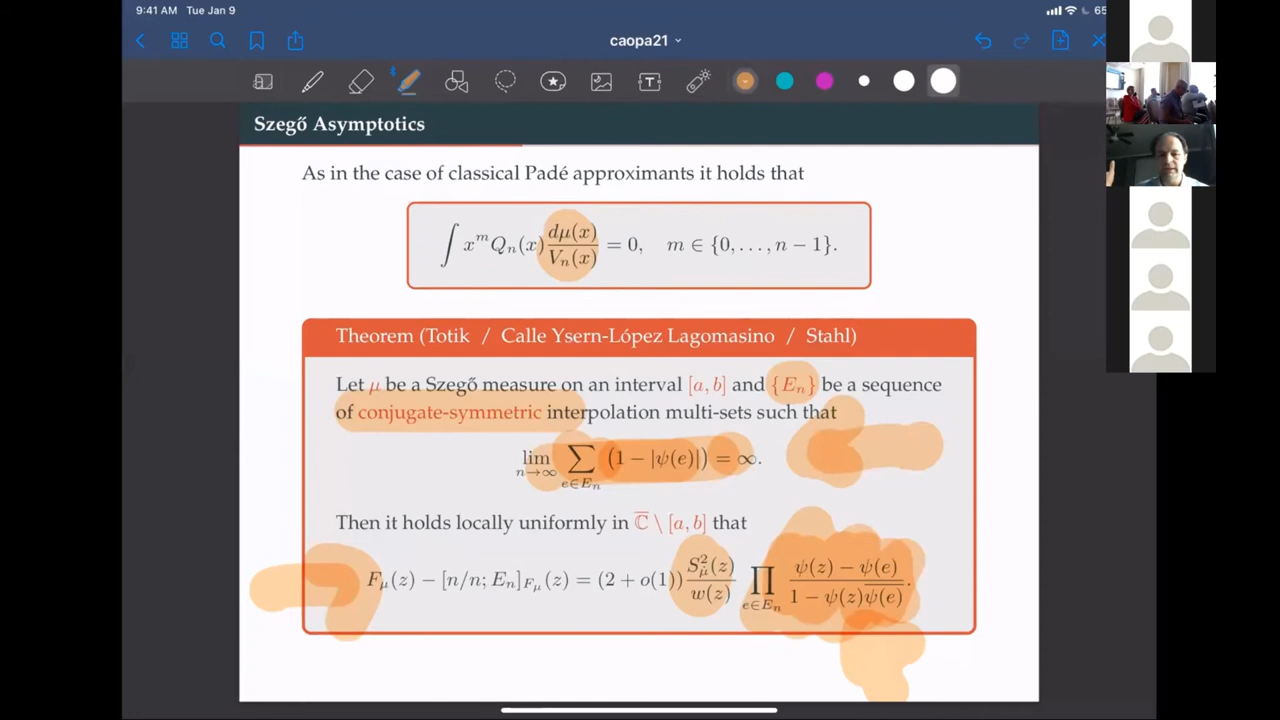 9:41 AM Tue Jan 9
65
caopa21
Szegő Asymptotics
As in the case of classical Padé approximants it holds that
∫ x^m Q_n(x) dμ(x)/V_n(x) = 0, m ∈ {0, . . . , n − 1}.
Theorem (Totik / Calle Ysern-López Lagomasino / Stahl)
Let μ be a Szegő measure on an interval [a, b] and {E_n} be a sequence
of conjugate-symmetric interpolation multi-sets such that
lim_{n→∞} ∑_{e∈E_n} (1 − |ψ(e)|) = ∞.
Then it holds locally uniformly in ℂ̅ \ [a, b] that
F_μ(z) − [n/n; E_n]_{F_μ}(z) = (2 + o(1)) S²_{μ̇}(z)/w(z) ∏_{e∈E_n} (ψ(z) − ψ(e))/(1 − ψ(z)\overline{ψ(e)}).